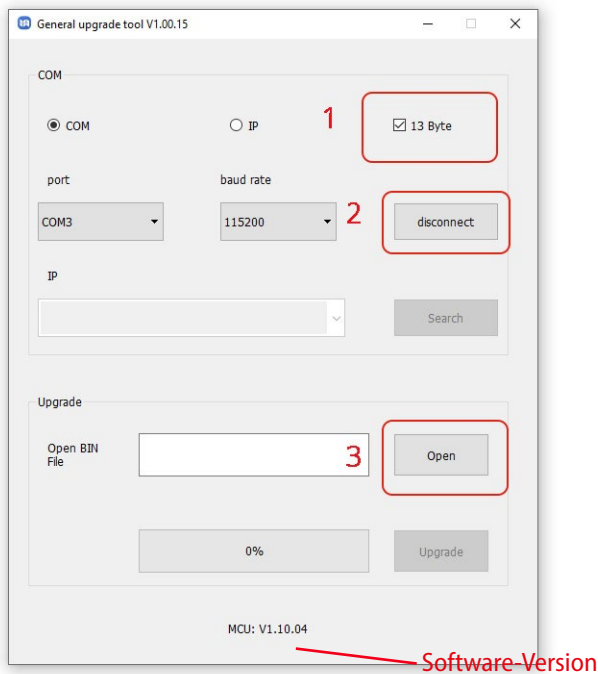 General upgrade tool V1.00.15
COM
COM
IP
1
13 Byte
port
baud rate
COM3
115200
2
disconnect
IP
Search
Upgrade
Open BIN
File
3
Open
0%
Upgrade
MCU: V1.10.04
Software-Version